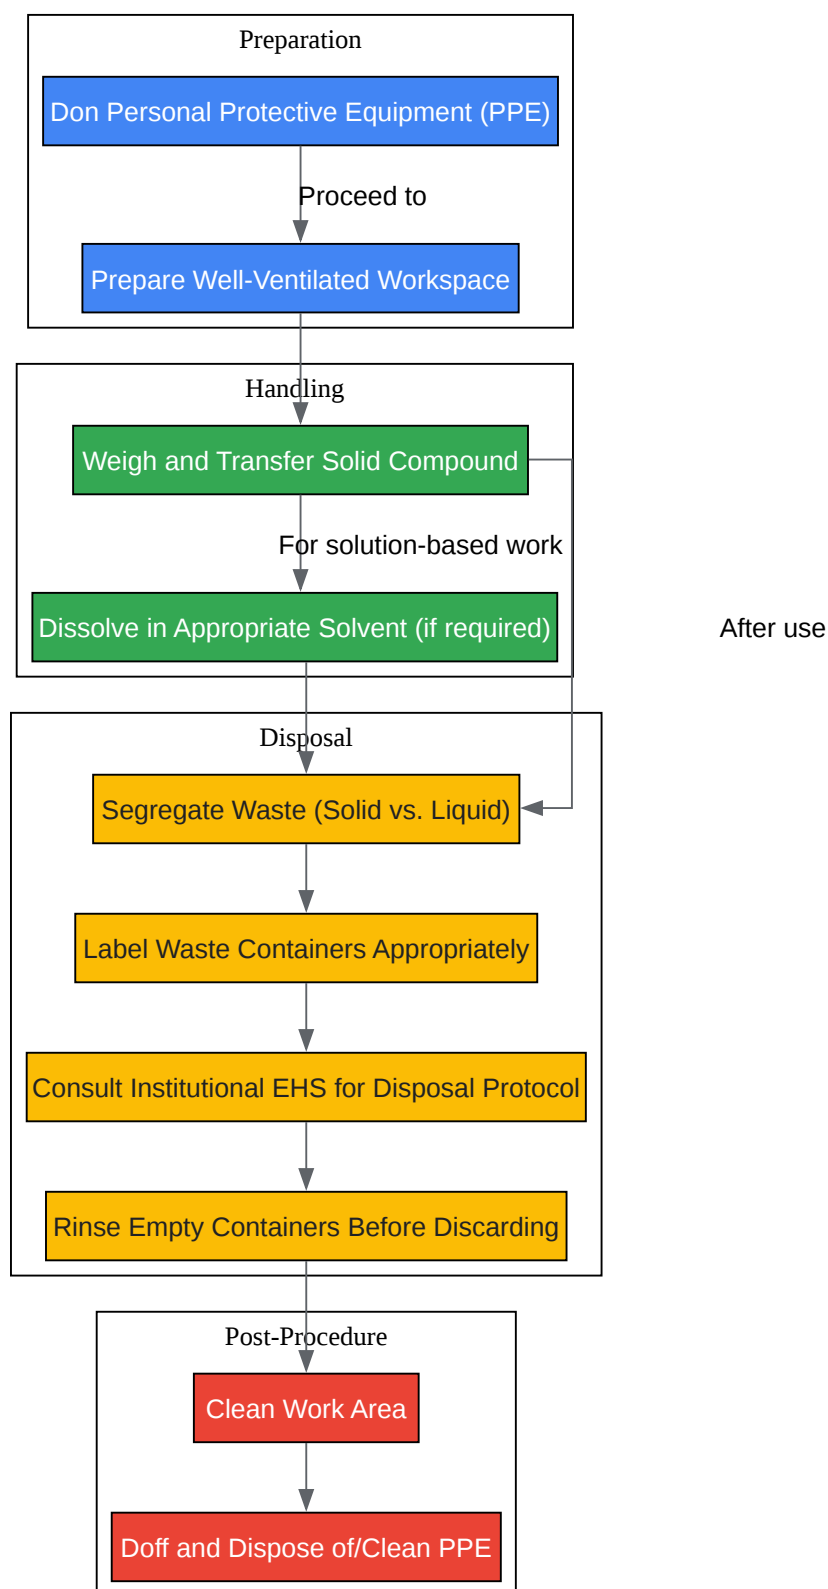 Preparation
Don Personal Protective Equipment (PPE)
Proceed to
Prepare Well-Ventilated Workspace
Handling
Weigh and Transfer Solid Compound
For solution-based work
Dissolve in Appropriate Solvent (if required)
After use
Disposal
Segregate Waste (Solid vs. Liquid)
Label Waste Containers Appropriately
Consult Institutional EHS for Disposal Protocol
Rinse Empty Containers Before Discarding
Post-Procedure
Clean Work Area
Doff and Dispose of/Clean PPE